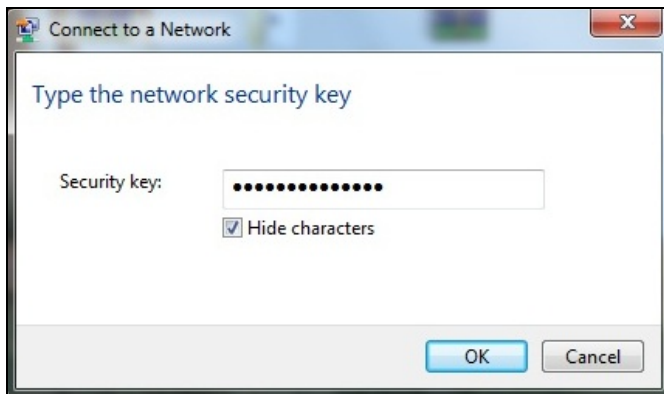 Connect to a Network
Type the network security key
Security key: ••••••••••••••
Hide characters
OK Cancel